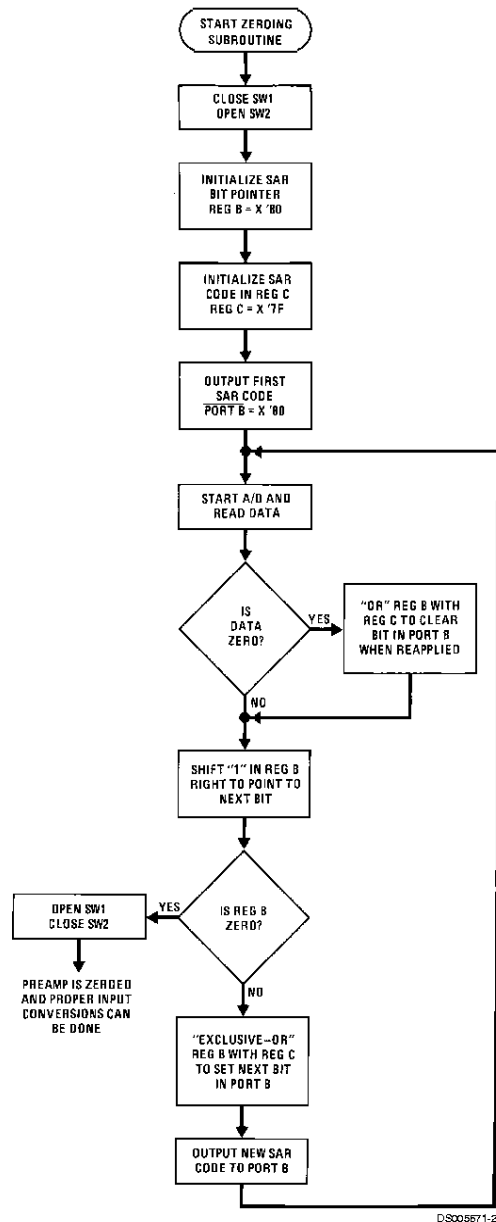 START ZEROING
SUBROUTINE
CLOSE SW1
OPEN SW2
INITIALIZE SAR
BIT POINTER
REG B = X '80
INITIALIZE SAR
CODE IN REG C
REG C = X '7F
OUTPUT FIRST
SAR CODE
PORT B = X '80
START A/D AND
READ DATA
IS
DATA
ZERO?
YES
"OR" REG B WITH
REG C TO CLEAR
BIT IN PORT B
WHEN REAPPLIED
NO
SHIFT "1" IN REG B
RIGHT TO POINT TO
NEXT BIT
IS REG B
ZERO?
YES
OPEN SW1
CLOSE SW2
PREAMP IS ZEROED
AND PROPER INPUT
CONVERSIONS CAN
BE DONE
NO
"EXCLUSIVE–OR"
REG B WITH REG C
TO SET NEXT BIT
IN PORT B
OUTPUT NEW SAR
CODE TO PORT B
DS005671-2